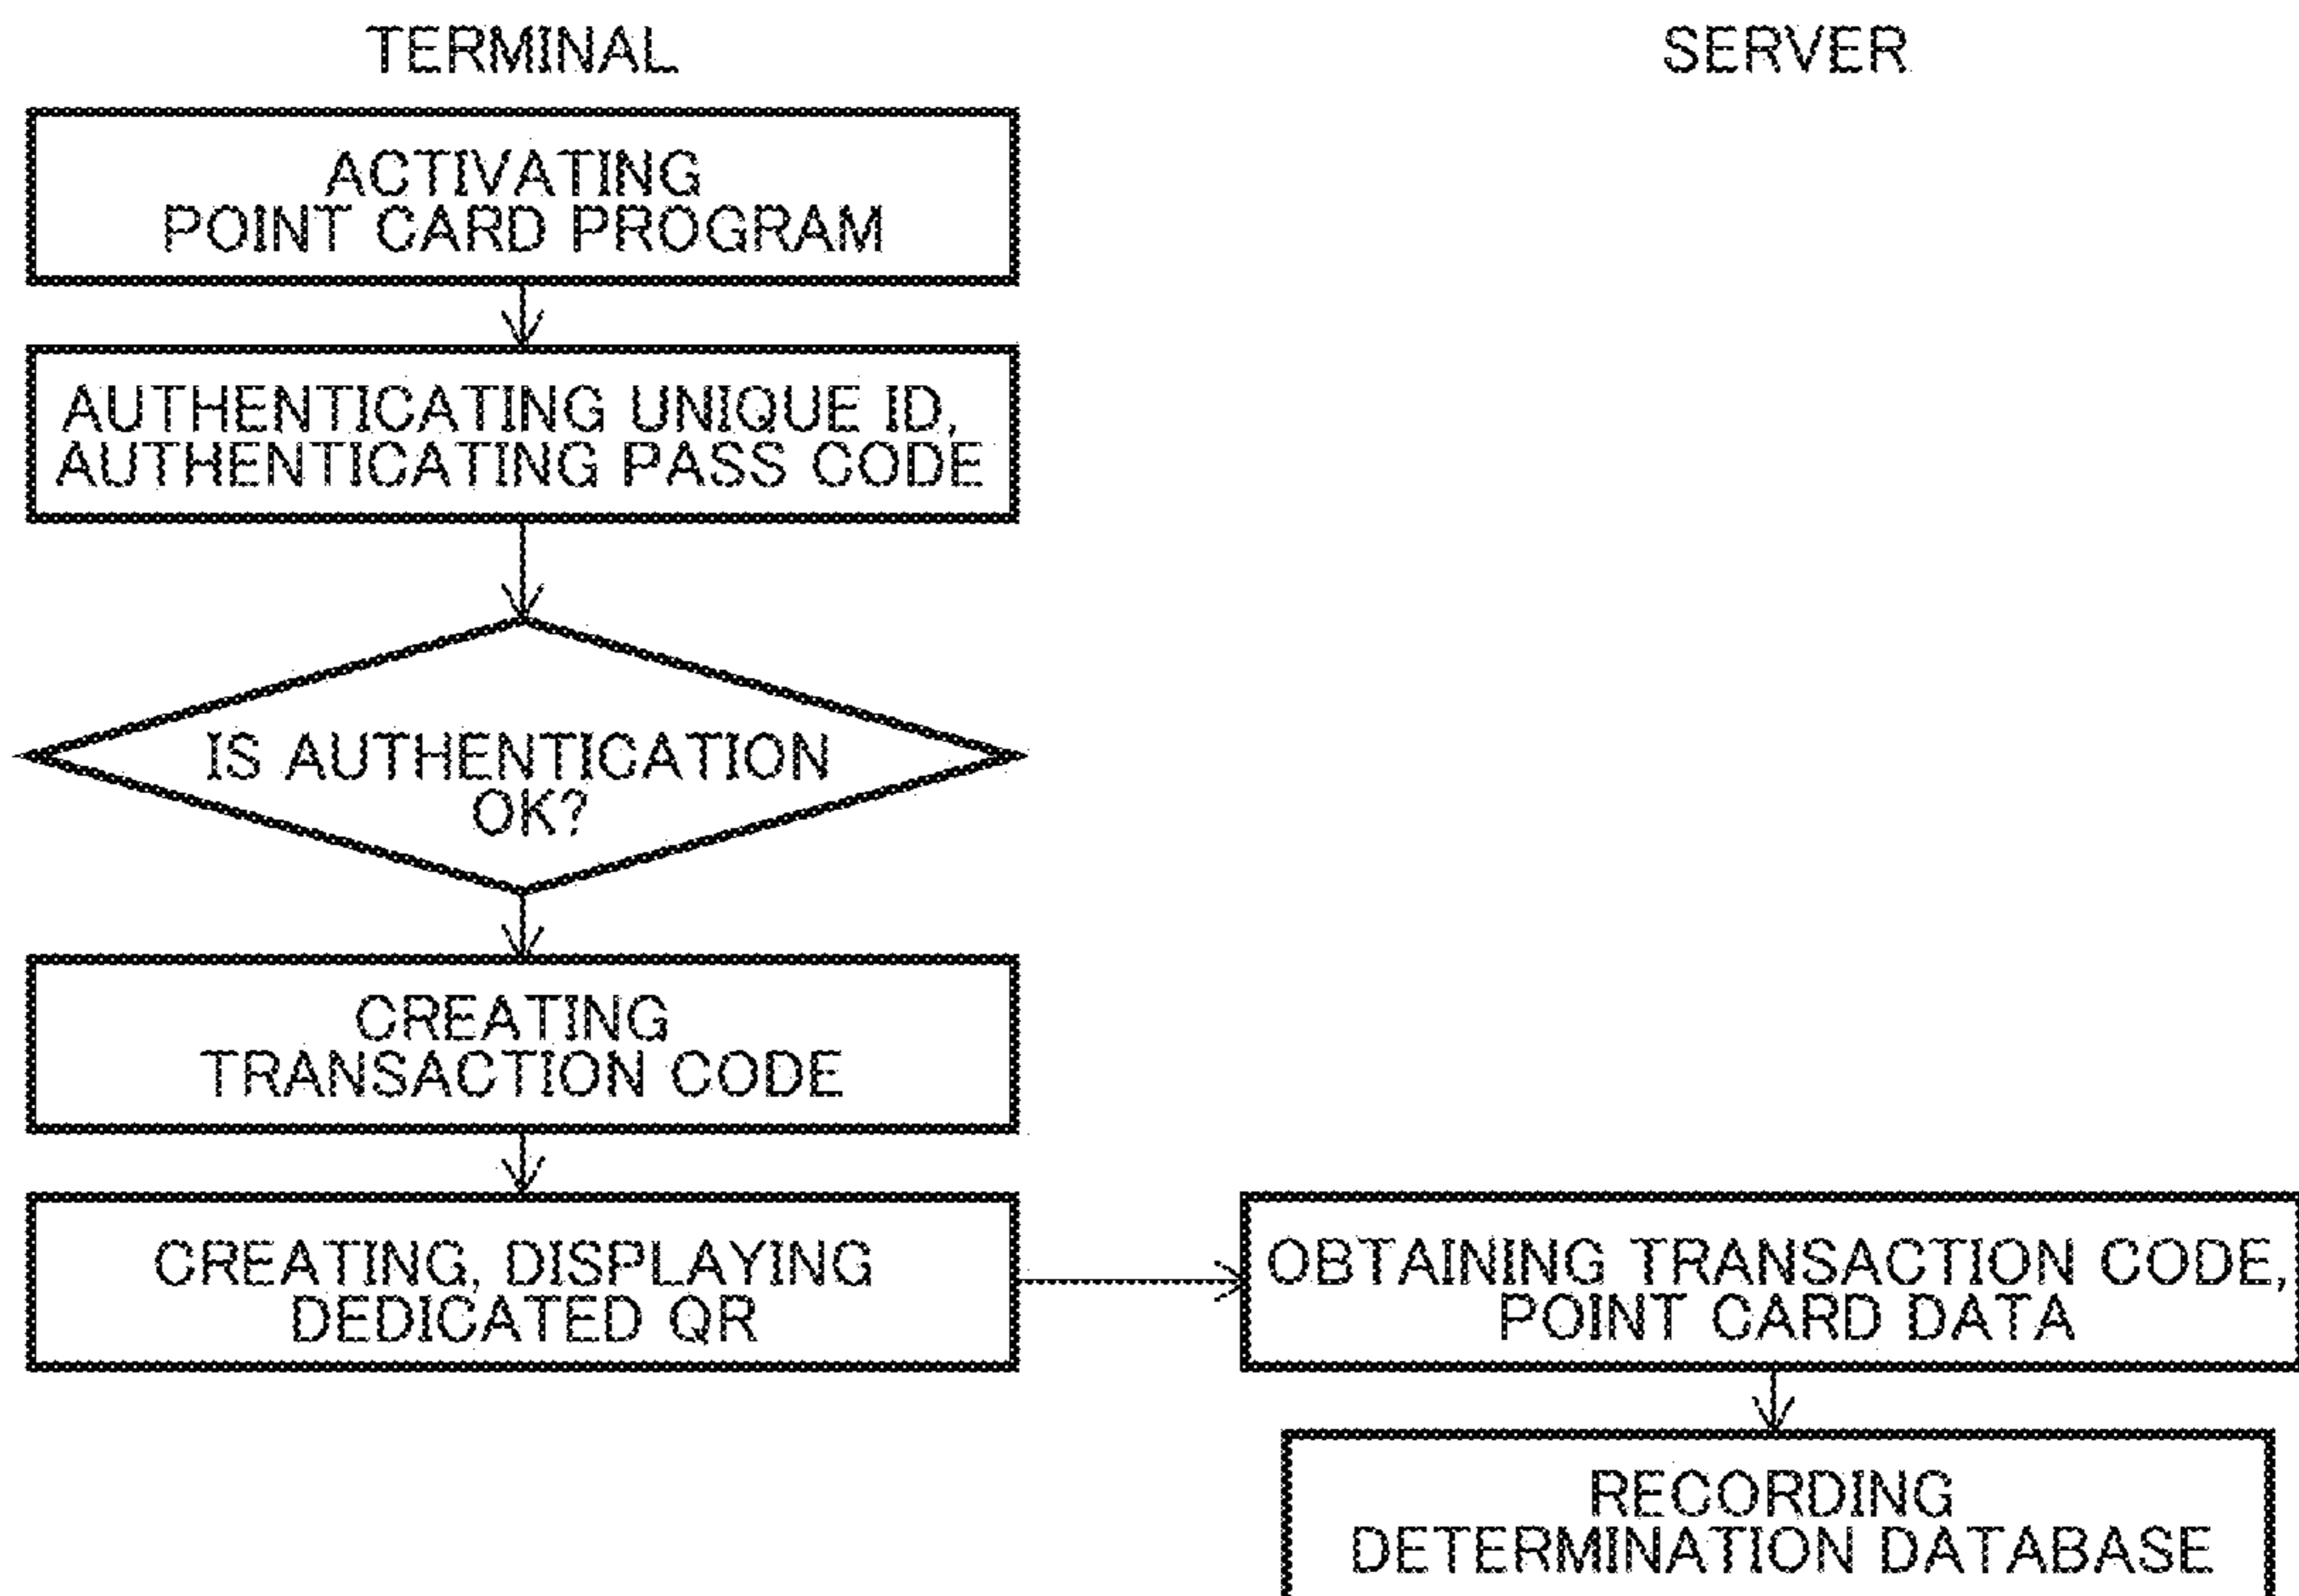 TERMINAL
SERVER
ACTIVATING
POINT CARD PROGRAM
AUTHENTICATING UNIQUE ID,
AUTHENTICATING PASS CODE
IS AUTHENTICATION
OK?
CREATING
TRANSACTION CODE
CREATING, DISPLAYING
DEDICATED QR
OBTAINING TRANSACTION CODE,
POINT CARD DATA
RECORDING
DETERMINATION DATABASE